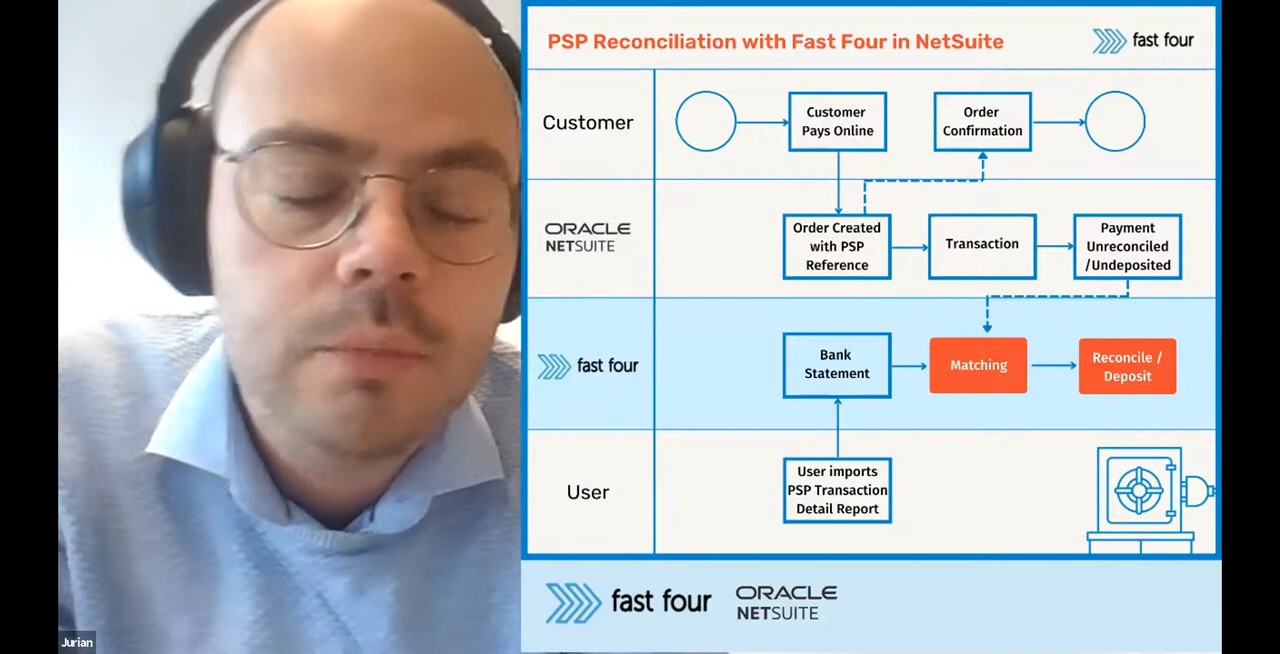 PSP Reconciliation with Fast Four in NetSuite
fast four
Customer
Customer
Pays Online
Order
Confirmation
ORACLE
NETSUITE
Order Created
with PSP
Reference
Transaction
Payment
Unreconciled
/Undeposited
fast four
Bank
Statement
Matching
Reconcile /
Deposit
User
User imports
PSP Transaction
Detail Report
fast four
ORACLE
NETSUITE
Jurian